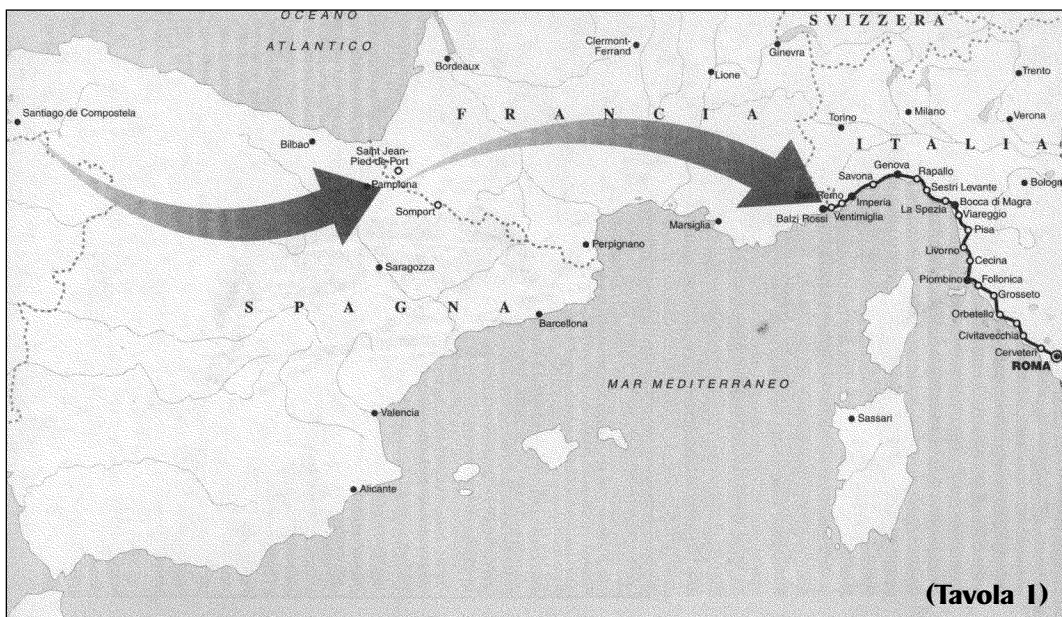 OCEANO
ATLANTICO
SVIZZERA
Clermont-
Ferrand
Ginevra
Bordeaux
Lione
Trento
Santiago de Compostela
FRANCIA
Milano
Verona
Torino
Bilbao
Saint Jean-
Pied-de-Port
ITALIA
Genova
Rapallo
Pamplona
Savona
Sestri Levante
Bologn
San Remo
Imperia
Somport
La Spezia
Bocca di Magra
Balzi Rossi
Ventimiglia
Viareggio
Marsiglia
Pisa
Perpignano
Livorno
Saragozza
Cecina
Piombino
Follonica
Grosseto
SPAGNA
Barcellona
Orbetello
Civitavecchia
Cerveteri
ROMA
MAR MEDITERRANEO
Valencia
Sassari
Alicante
(Tavola 1)